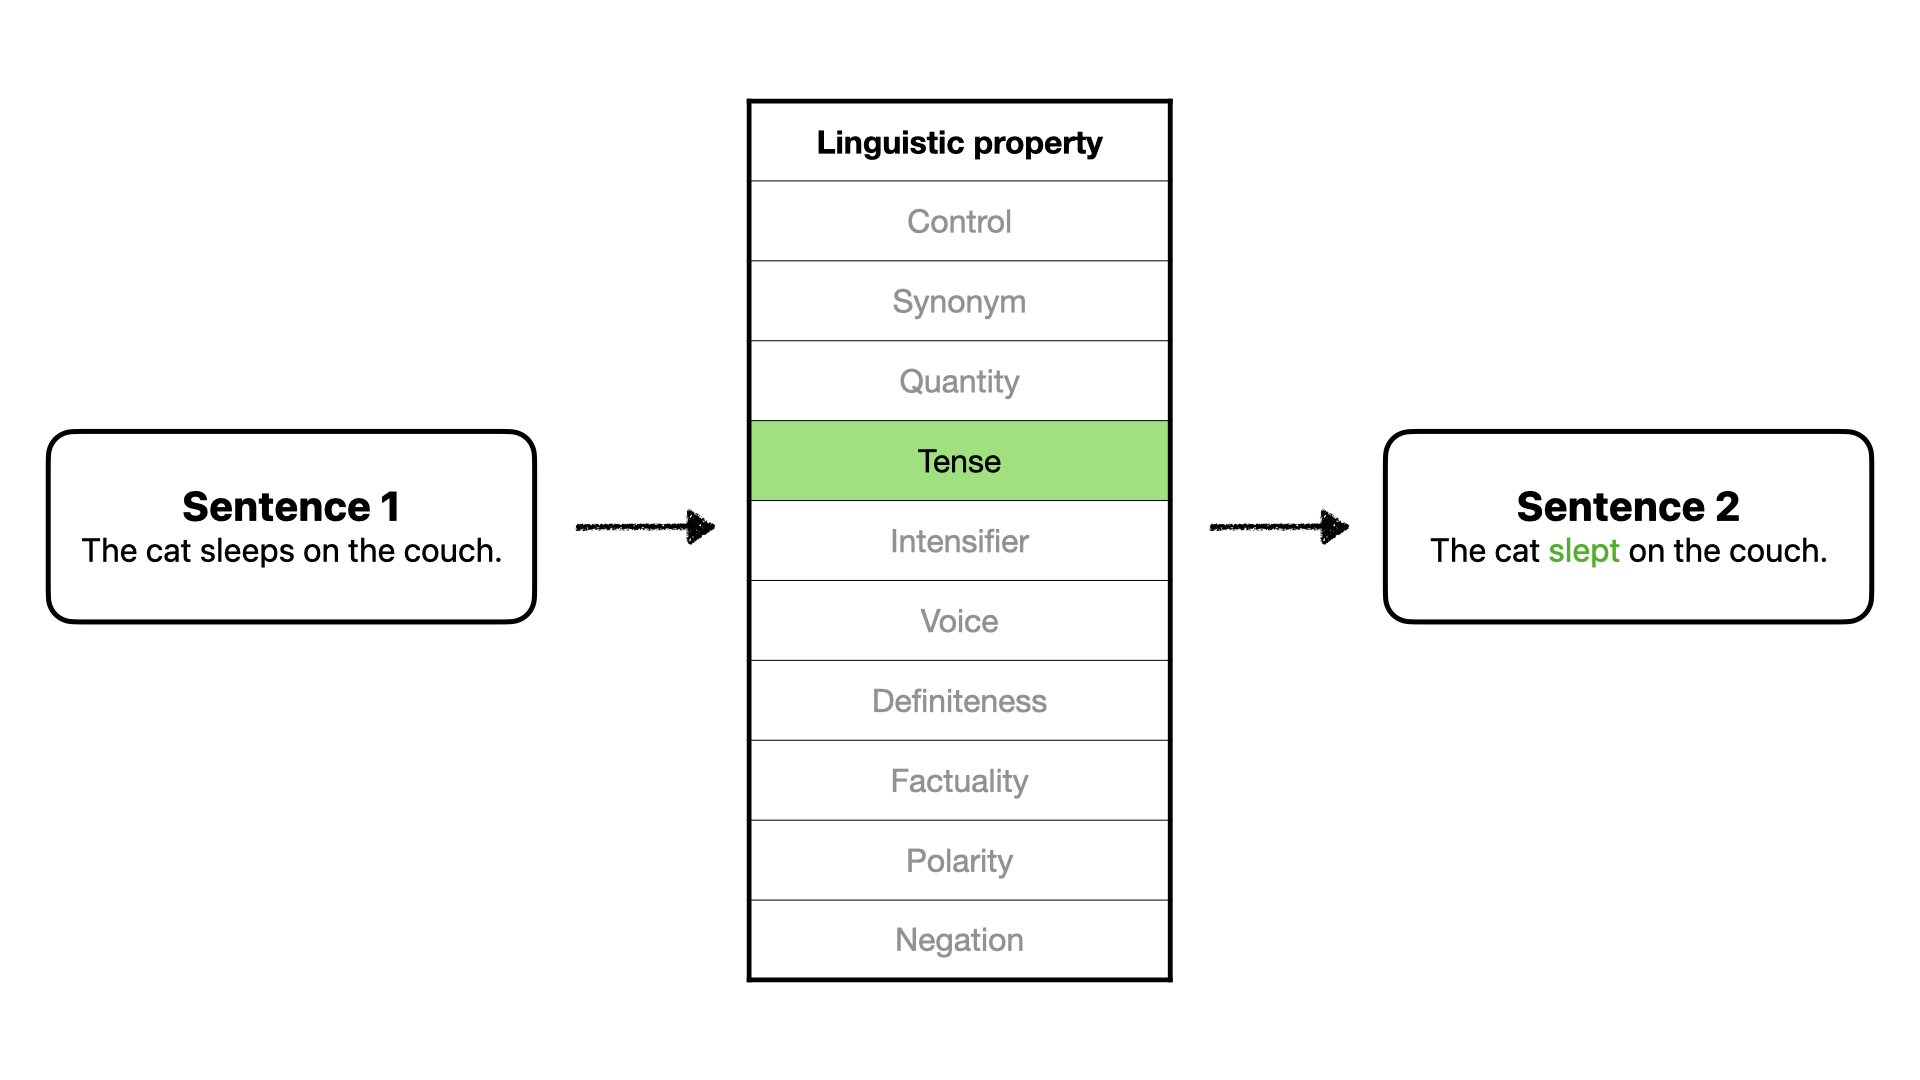 Sentence 1
The cat sleeps on the couch.
Linguistic property
Control
Synonym
Quantity
Tense
Intensifier
Voice
Definiteness
Factuality
Polarity
Negation
Sentence 2
The cat slept on the couch.